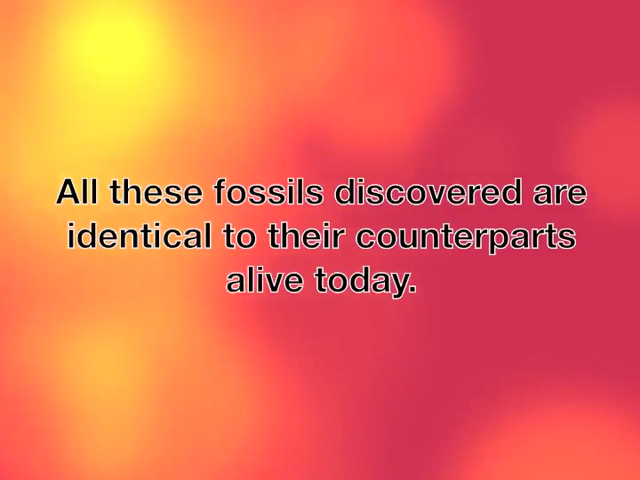 All these fossils discovered are
identical to their counterparts
alive today.